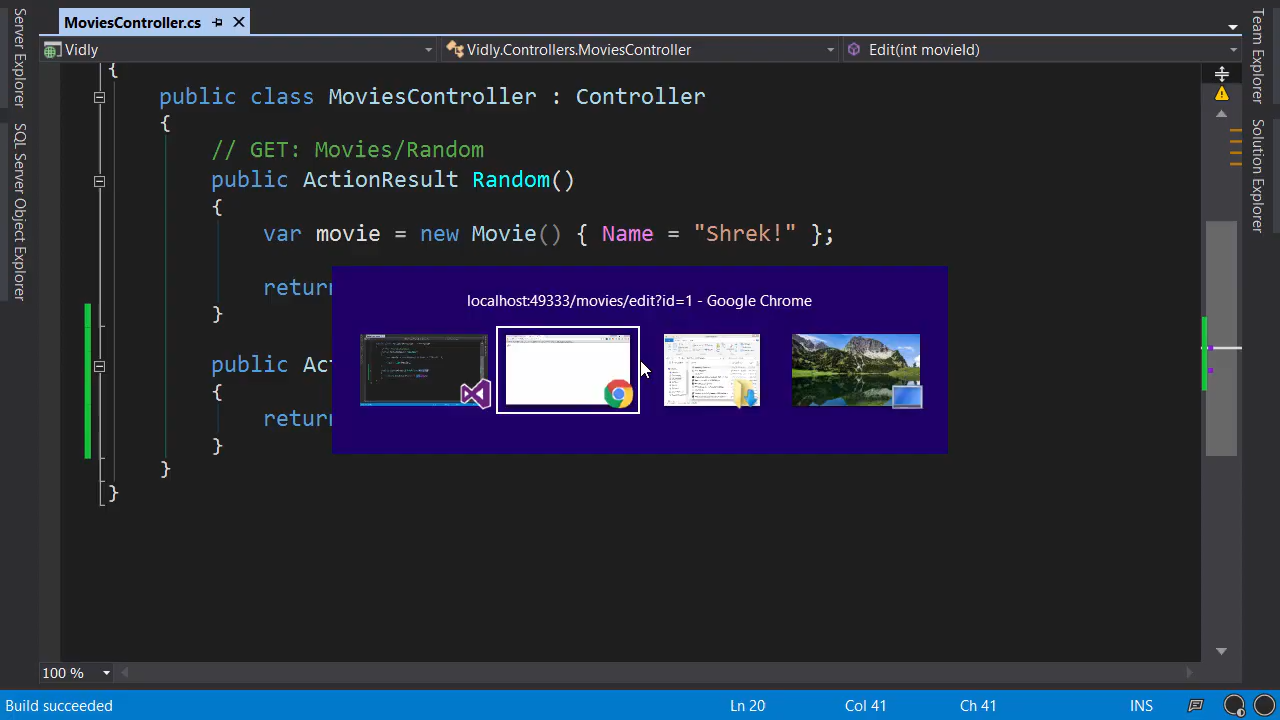 MoviesController.cs
Vidly
Vidly.Controllers.MoviesController
Edit(int movieId)
Server Explorer
SQL Server Object Explorer
Team Explorer
Solution Explorer
{
public class MoviesController : Controller
{
// GET: Movies/Random
public ActionResult Random()
{
var movie = new Movie() { Name = "Shrek!" };
return
}
public Act
{
return
}
}
}
localhost:49333/movies/edit?id=1 - Google Chrome
100 %
Build succeeded
Ln 20
Col 41
Ch 41
INS